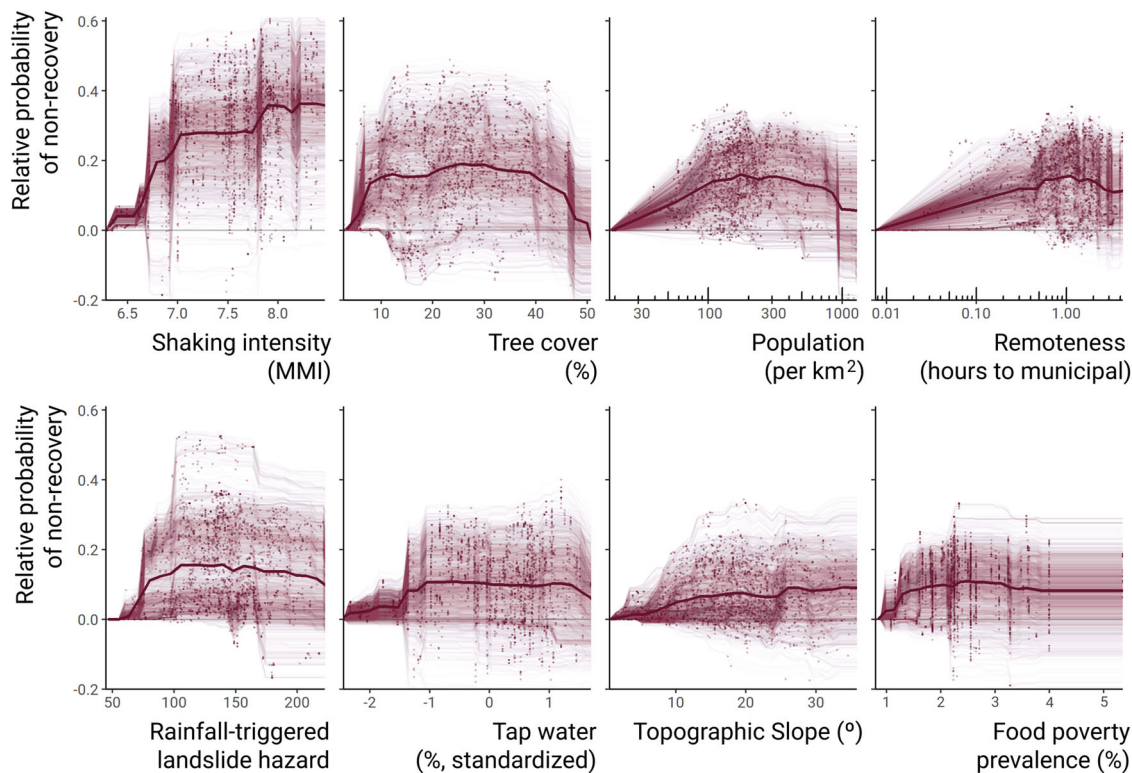 Relative probability
of non-recovery
0.6
0.4
0.2
0.0
-0.2
6.5 7.0 7.5 8.0
Shaking intensity
(MMI)
10 20 30 40 50
Tree cover
(%)
30 100 300 1000
Population
(per km²)
0.01 0.10 1.00
Remoteness
(hours to municipal)
Relative probability
of non-recovery
0.6
0.4
0.2
0.0
-0.2
50 100 150 200
Rainfall-triggered
landslide hazard
-2 -1 0 1
Tap water
(%, standardized)
10 20 30
Topographic Slope (º)
1 2 3 4 5
Food poverty
prevalence (%)